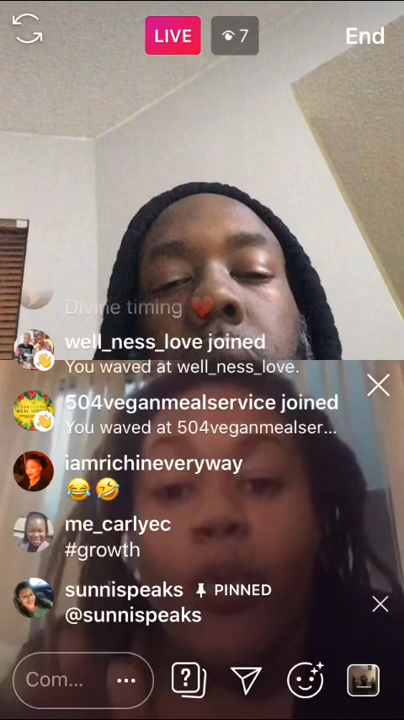 LIVE
7
End
Divine timing ❤️
well_ness_love joined
You waved at well_ness_love.
504veganmealservice joined
You waved at 504veganmealser...
iamrichineveryway
😂🤣
me_carlyec
#growth
sunnispeaks PINNED
@sunnispeaks
Com...